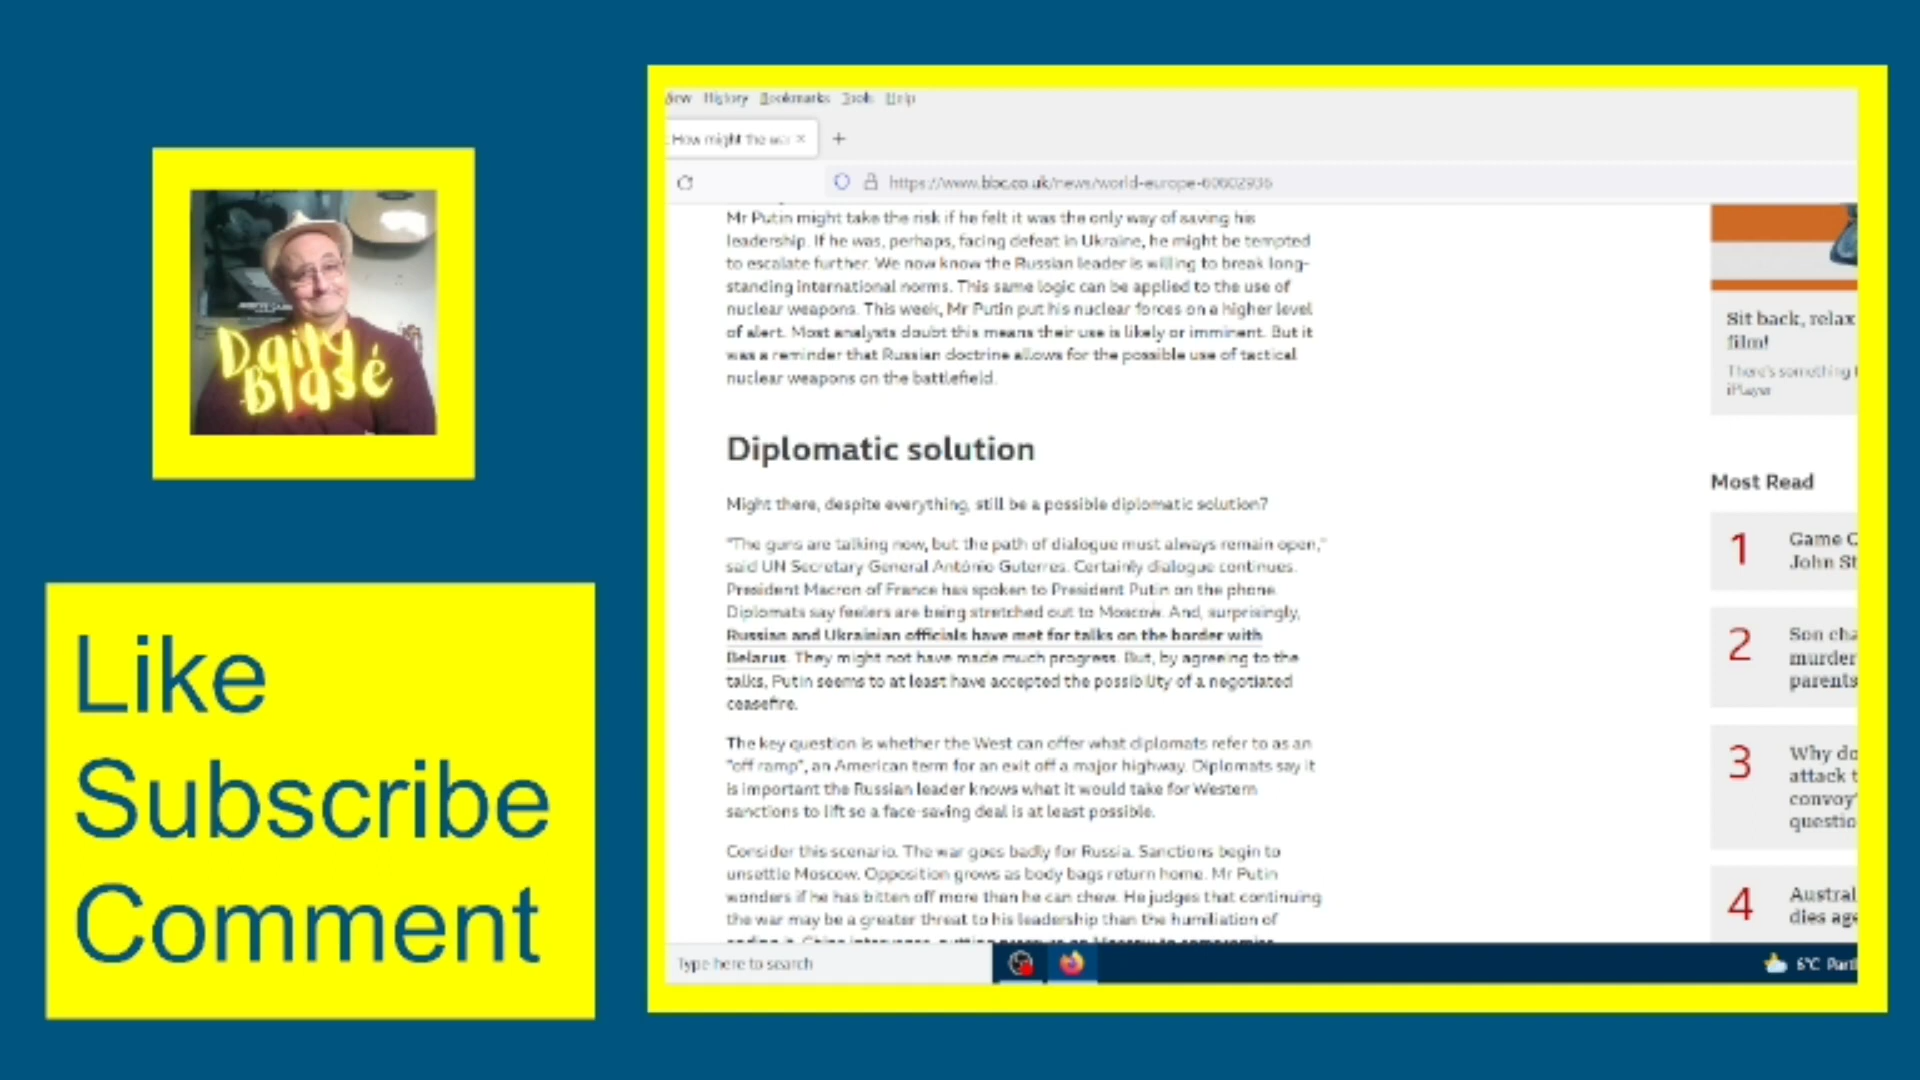 Daily
Blasé
Like
Subscribe
Comment
View History Bookmarks Tools Help
How might the
https://www.bbc.co.uk/news/world-europe-60602936
Mr Putin might take the risk if he felt it was the only way of saving his
leadership. If he was, perhaps, facing defeat in Ukraine, he might be tempted
to escalate further. We now know the Russian leader is willing to break long-
standing international norms. This same logic can be applied to the use of
nuclear weapons. This week, Mr Putin put his nuclear forces on a higher level
of alert. Most analysts doubt this means their use is likely or imminent. But it
was a reminder that Russian doctrine allows for the possible use of tactical
nuclear weapons on the battlefield.
Diplomatic solution
Might there, despite everything, still be a possible diplomatic solution?
"The guns are talking now, but the path of dialogue must always remain open,"
said UN Secretary General António Guterres. Certainly dialogue continues.
President Macron of France has spoken to President Putin on the phone.
Diplomats say feelers are being stretched out to Moscow. And, surprisingly,
Russian and Ukrainian officials have met for talks on the border with
Belarus. They might not have made much progress. But, by agreeing to the
talks, Putin seems to at least have accepted the possibility of a negotiated
ceasefire.
The key question is whether the West can offer what diplomats refer to as an
"off ramp", an American term for an exit off a major highway. Diplomats say it
is important the Russian leader knows what it would take for Western
sanctions to lift so a face-saving deal is at least possible.
Consider this scenario. The war goes badly for Russia. Sanctions begin to
unsettle Moscow. Opposition grows as body bags return home. Mr Putin
wonders if he has bitten off more than he can chew. He judges that continuing
the war may be a greater threat to his leadership than the humiliation of
Sit back, relax
film!
There's something
iPlayer
Most Read
1 Game
John St
2 Son cha
murder
parents
3 Why do
attack t
convoy'
questio
4 Austral
dies age
Type here to search
6°C